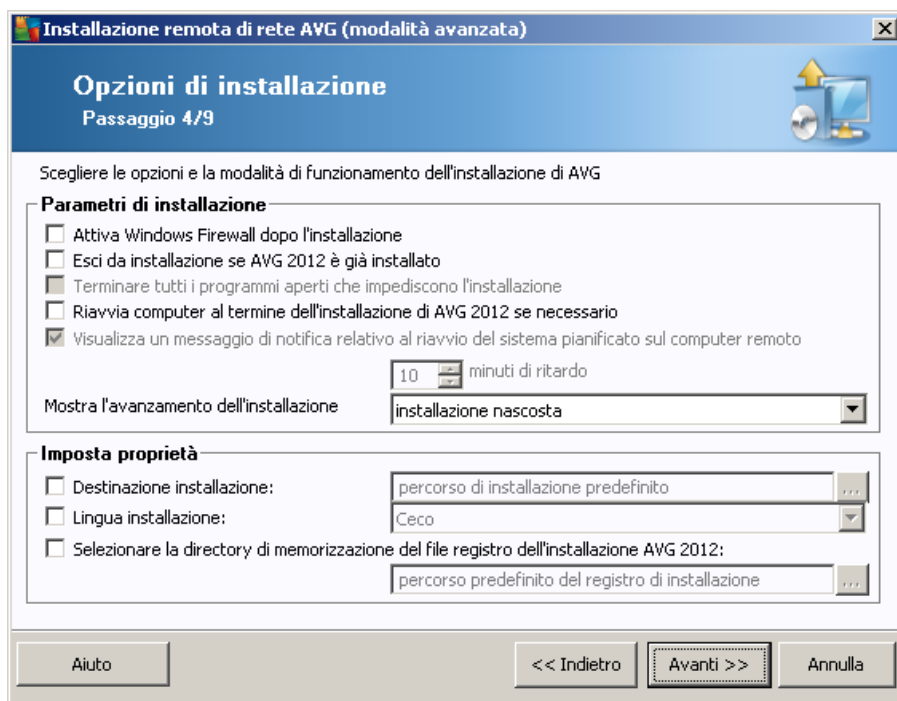 Installazione remota di rete AVG (modalità avanzata)
Opzioni di installazione
Passaggio 4/9
Scegliere le opzioni e la modalità di funzionamento dell'installazione di AVG
Parametri di installazione
Attiva Windows Firewall dopo l'installazione
Esci da installazione se AVG 2012 è già installato
Terminare tutti i programmi aperti che impediscono l'installazione
Riavvia computer al termine dell'installazione di AVG 2012 se necessario
Visualizza un messaggio di notifica relativo al riavvio del sistema pianificato sul computer remoto
10 minuti di ritardo
Mostra l'avanzamento dell'installazione installazione nascosta
Imposta proprietà
Destinazione installazione: percorso di installazione predefinito ...
Lingua installazione: Ceco
Selezionare la directory di memorizzazione del file registro dell'installazione AVG 2012:
percorso predefinito del registro di installazione ...
Aiuto << Indietro Avanti >> Annulla